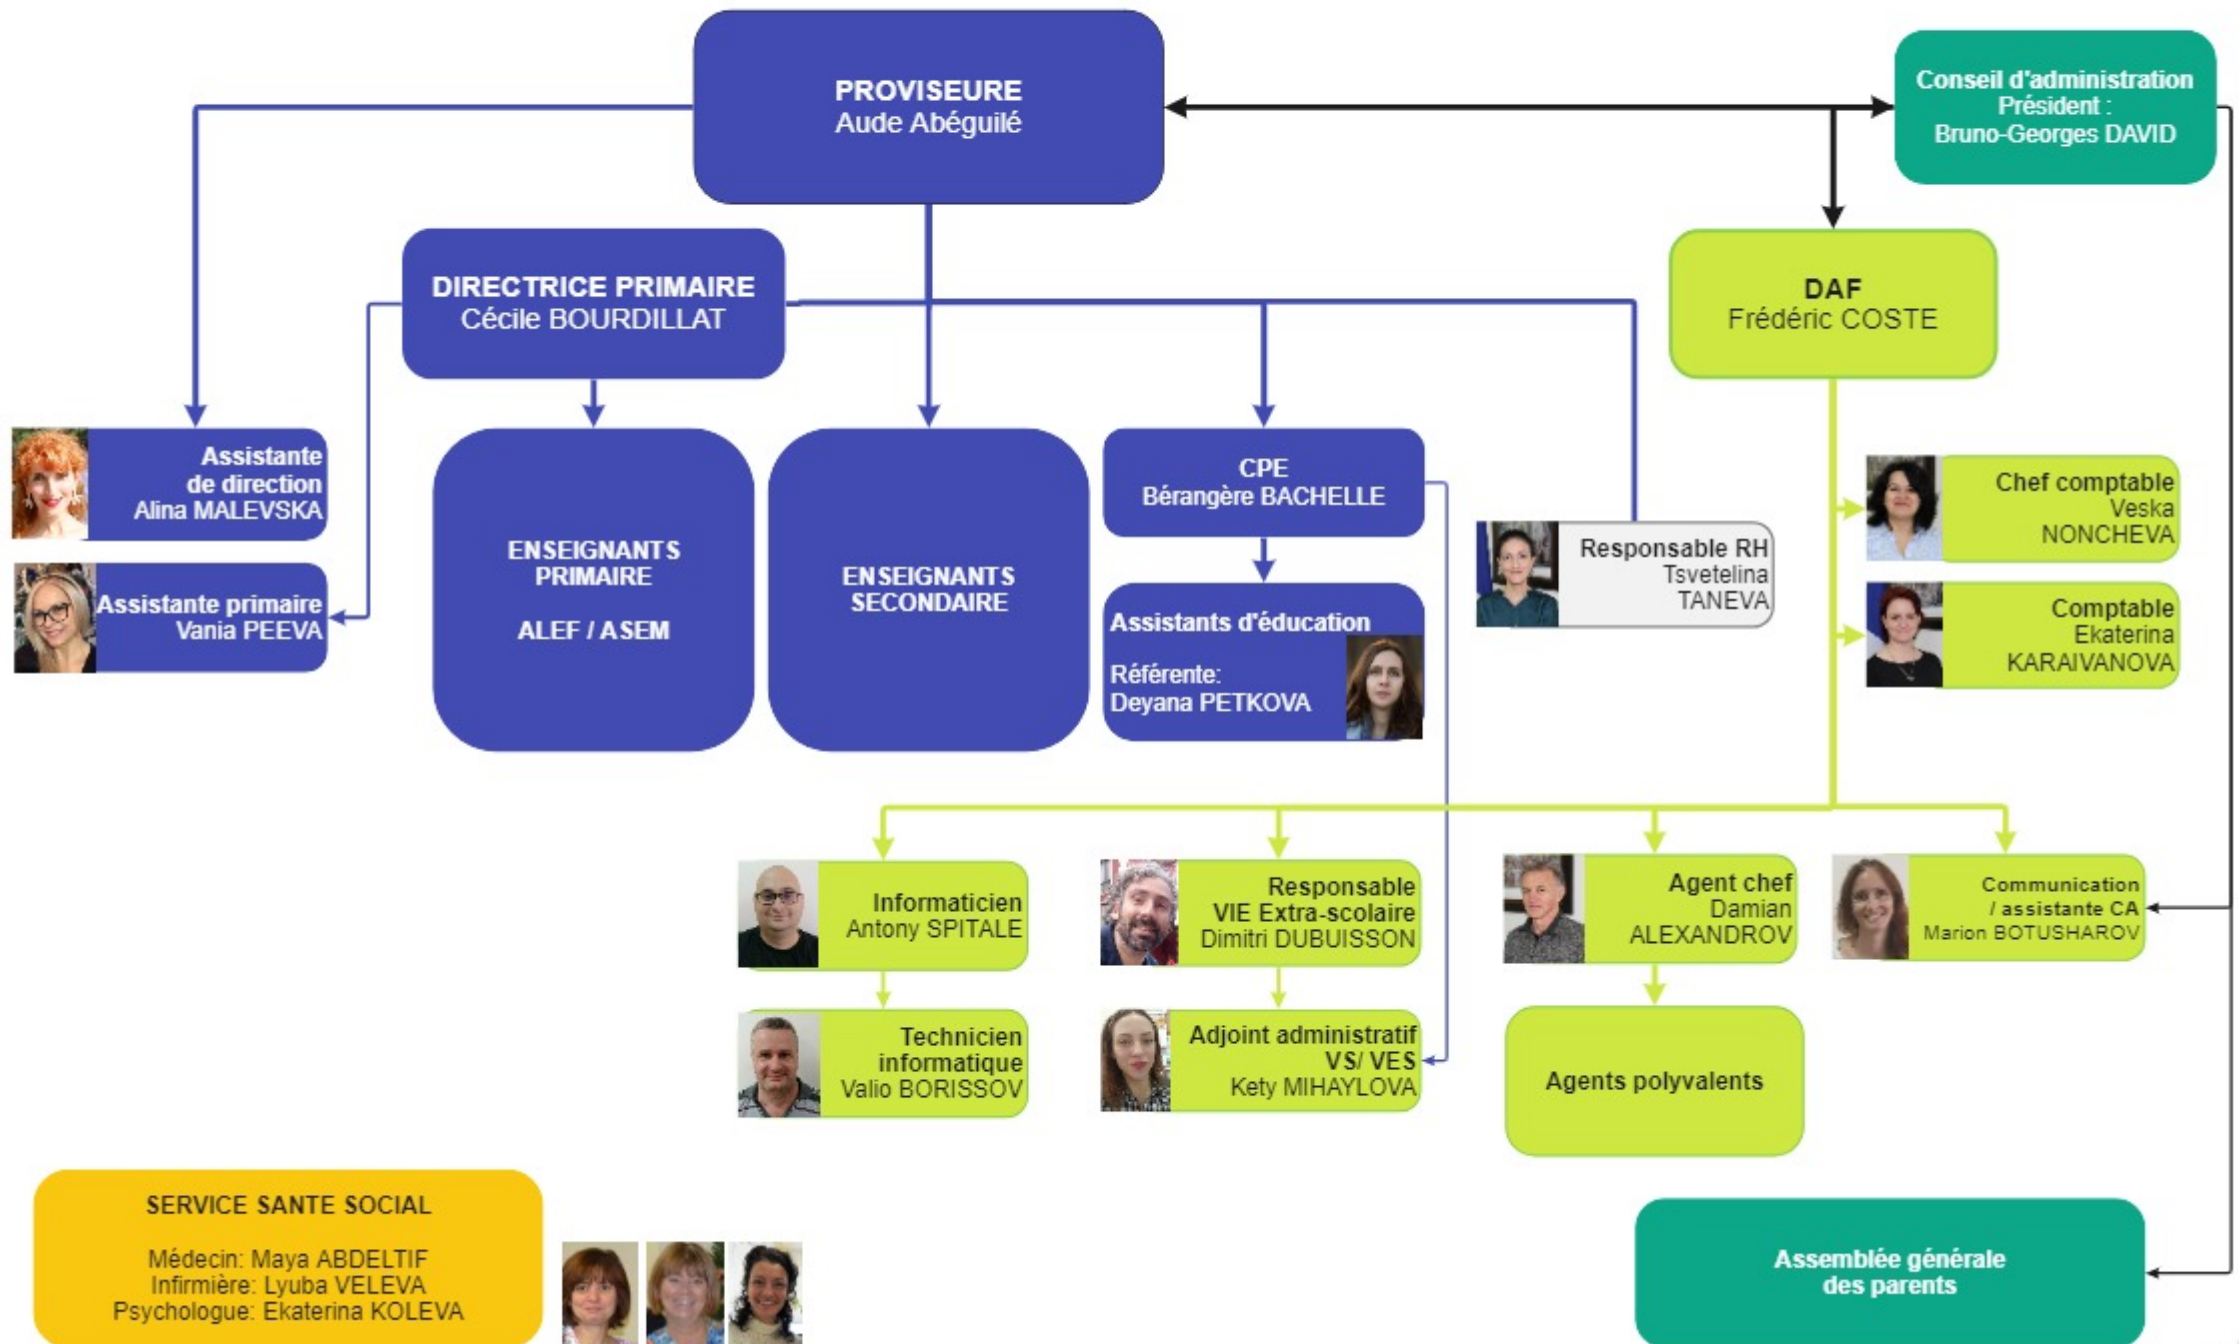 PROVISEURE
Aude Abéguilé
Conseil d'administration
Président :
Bruno-Georges DAVID
DIRECTRICE PRIMAIRE
Cécile BOURDILLAT
DAF
Frédéric COSTE
Assistante
de direction
Alina MALEVSKA
Assistante primaire
Vania PEEVA
ENSEIGNANTS
PRIMAIRE
ALEF / ASEM
ENSEIGNANTS
SECONDAIRE
CPE
Bérangère BACHELLE
Assistants d'éducation
Référente:
Deyana PETKOVA
Responsable RH
Tsvetelina
TANEVA
Chef comptable
Veska
NONCHEVA
Comptable
Ekaterina
KARAIVANOVA
Informaticien
Antony SPITALE
Responsable
VIE Extra-scolaire
Dimitri DUBUISSON
Agent chef
Damian
ALEXANDROV
Communication
/ assistante CA
Marion BOTUSHAROV
Technicien
informatique
Valio BORISSOV
Adjoint administratif
VS/ VES
Kety MIHAYLOVA
Agents polyvalents
SERVICE SANTE SOCIAL
Médecin: Maya ABDELTIF
Infirmière: Lyuba VELEVA
Psychologue: Ekaterina KOLEVA
Assemblée générale
des parents